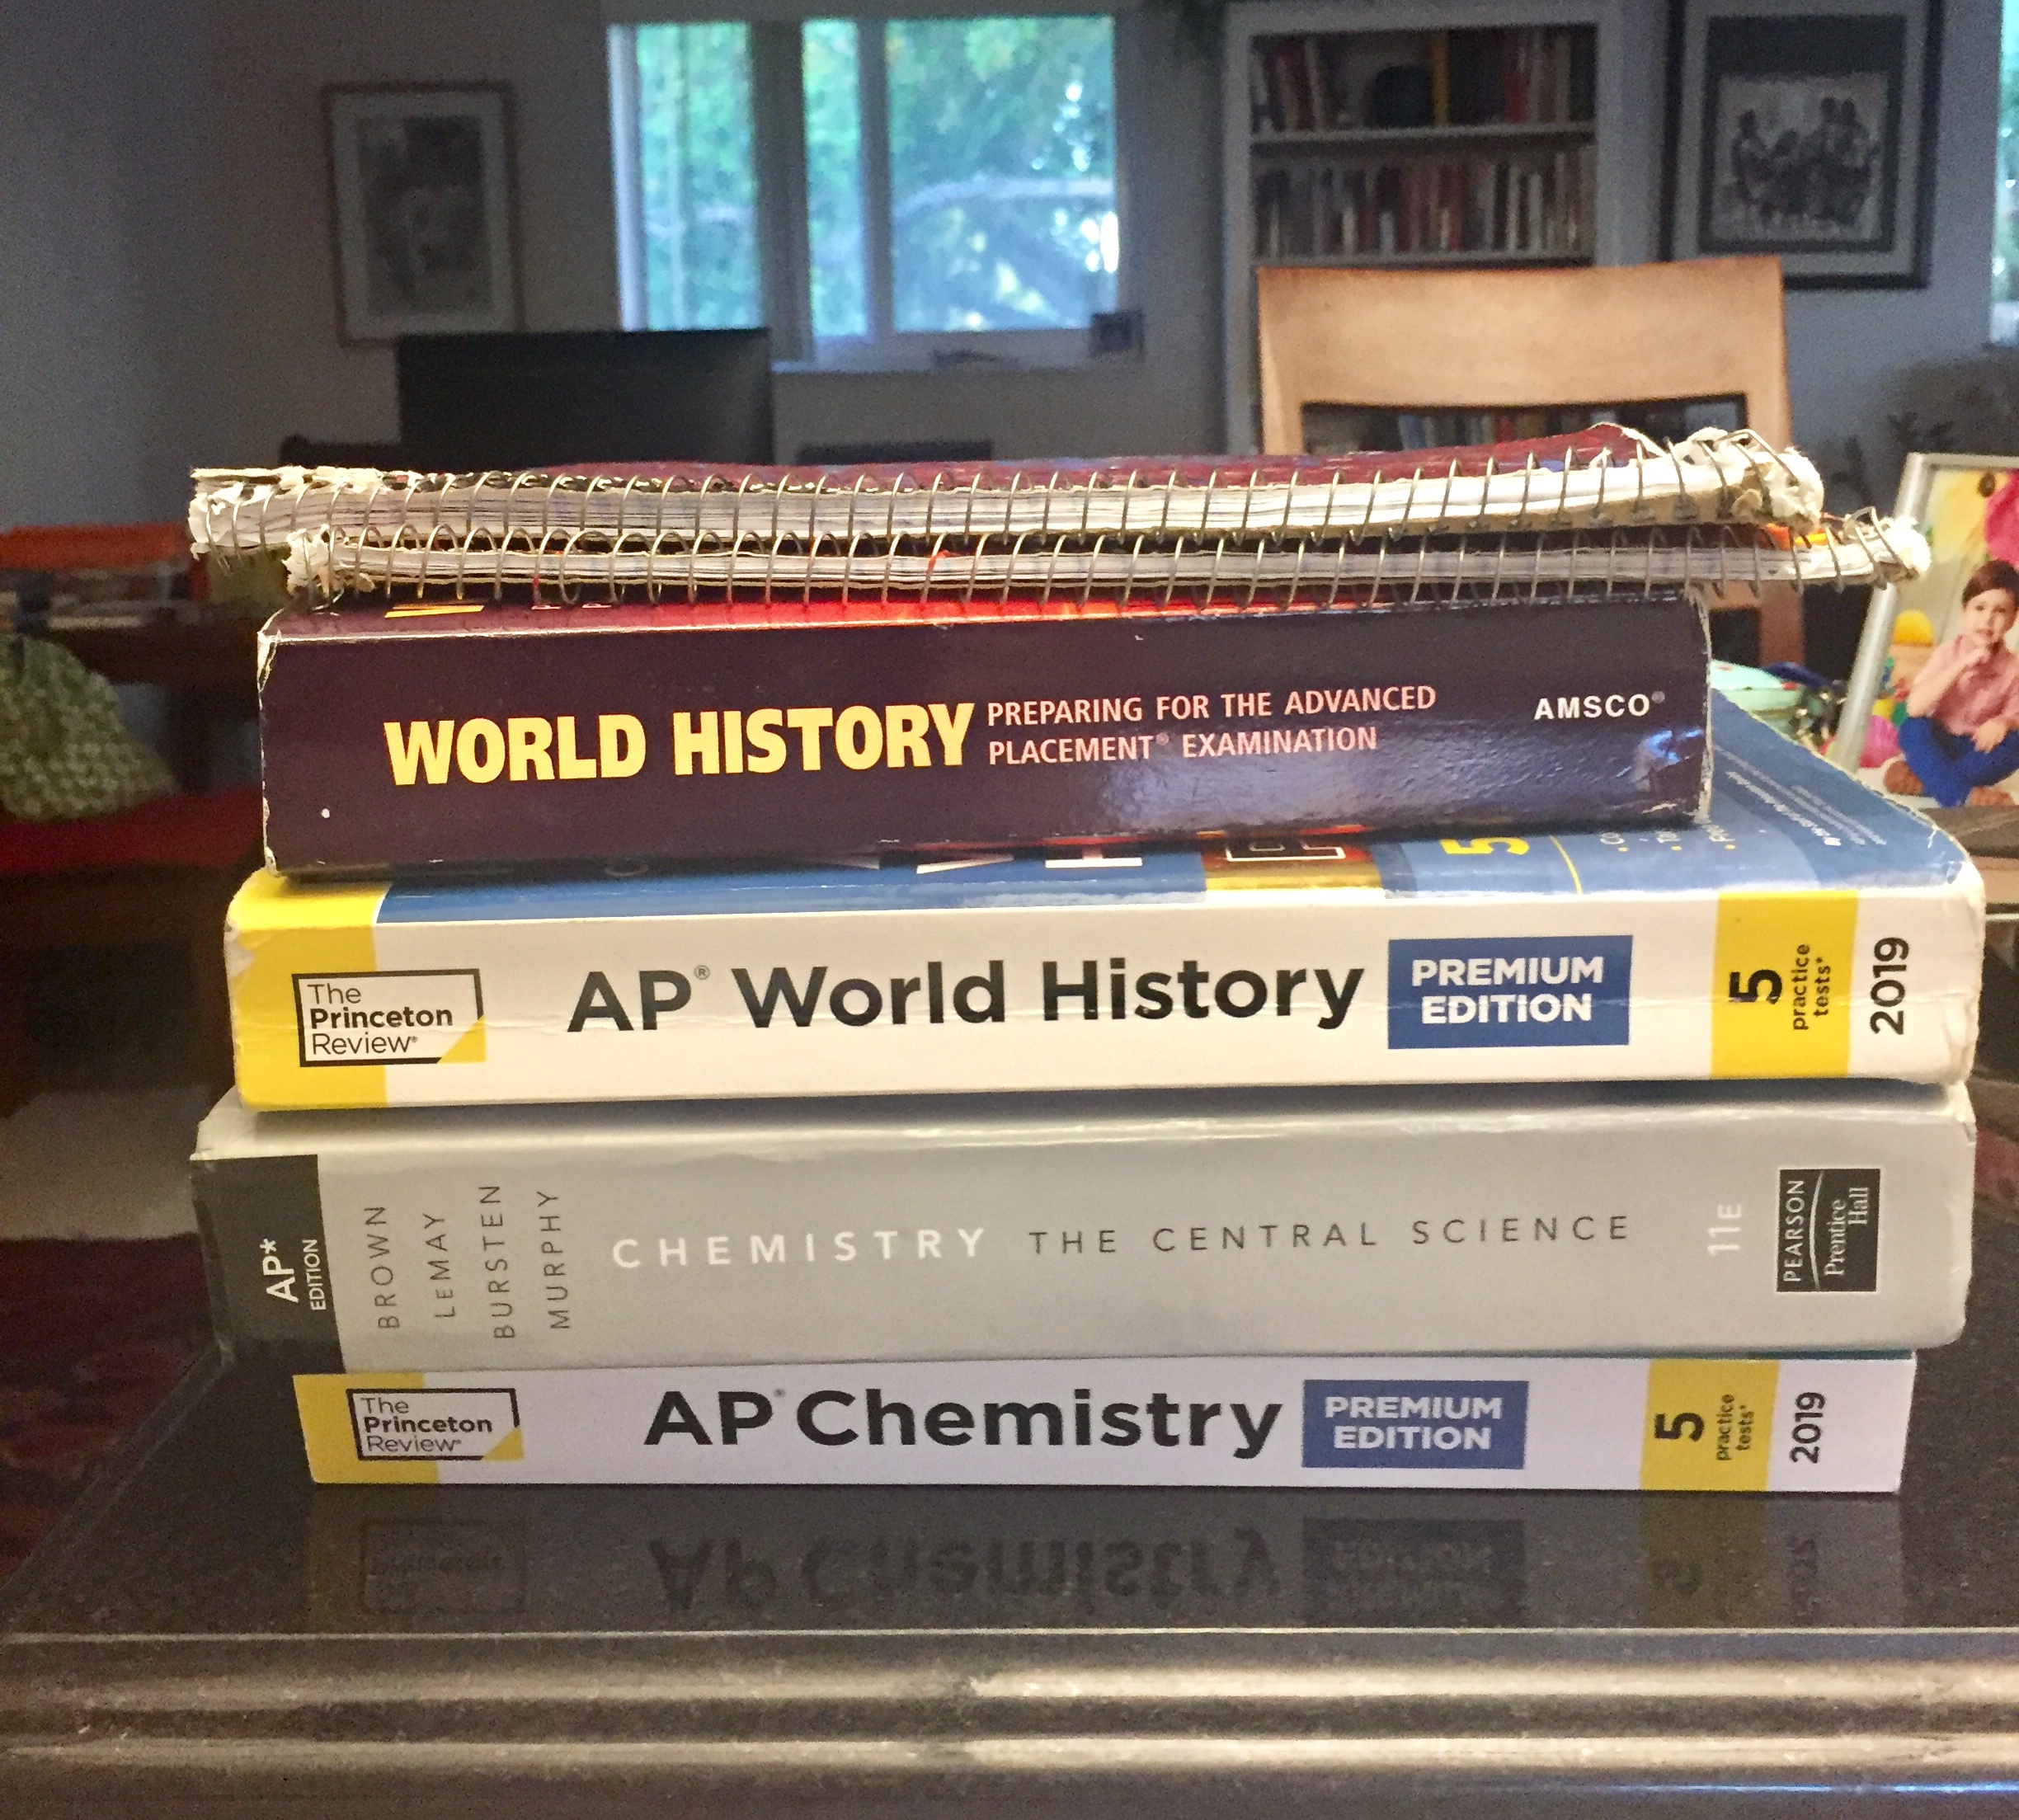 WORLD HISTORY PREPARING FOR THE ADVANCED
PLACEMENT® EXAMINATION
AMSCO®
5
The
Princeton
Review®
AP® World History
PREMIUM
EDITION
5
practice
tests*
2019
AP*
EDITION
BROWN
LEMAY
BURSTEN
MURPHY
CHEMISTRY THE CENTRAL SCIENCE
11E
PEARSON
Prentice
Hall
The
Princeton
Review®
AP® Chemistry
PREMIUM
EDITION
5
practice
tests*
2019